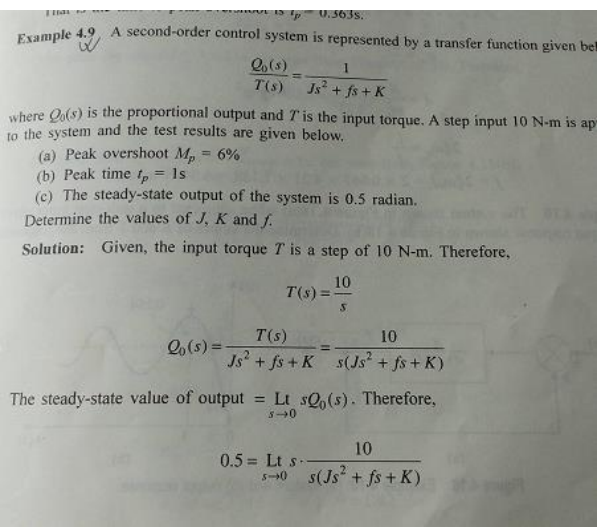 0.363s.
Example 4.9 A second-order control system is represented by a transfer function given bel
Q₀(s)/T(s) = 1/(Js² + fs + K)
where Q₀(s) is the proportional output and T is the input torque. A step input 10 N-m is ap
to the system and the test results are given below.
(a) Peak overshoot Mₚ = 6%
(b) Peak time tₚ = 1s
(c) The steady-state output of the system is 0.5 radian.
Determine the values of J, K and f.
Solution: Given, the input torque T is a step of 10 N-m. Therefore,
T(s) = 10/s
Q₀(s) = T(s)/(Js² + fs + K) = 10/(s(Js² + fs + K))
The steady-state value of output = Lt s→0 sQ₀(s). Therefore,
0.5 = Lt s→0 s · 10/(s(Js² + fs + K))